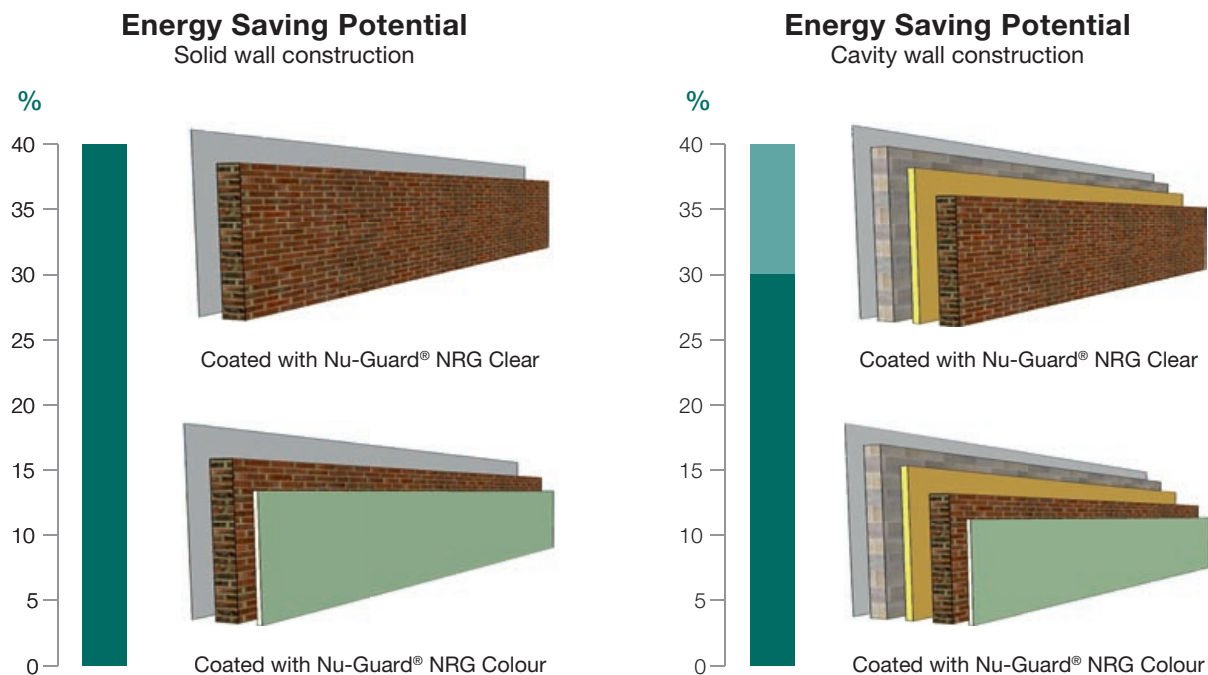 Energy Saving Potential
Solid wall construction
%
40
35
30
25
20
15
10
5
0
Coated with Nu-Guard® NRG Clear
Coated with Nu-Guard® NRG Colour
Energy Saving Potential
Cavity wall construction
%
40
35
30
25
20
15
10
5
0
Coated with Nu-Guard® NRG Clear
Coated with Nu-Guard® NRG Colour